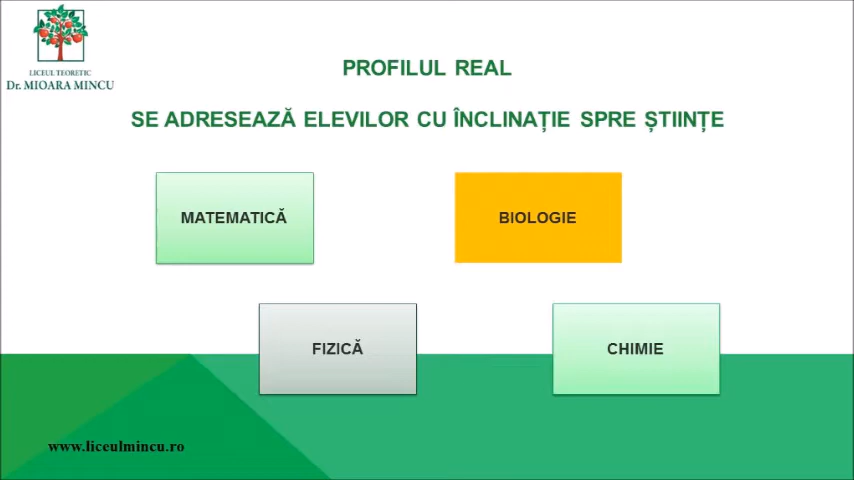 LICEUL TEORETIC
Dr. MIOARA MINCU
PROFILUL REAL
SE ADRESEAZĂ ELEVILOR CU ÎNCLINAȚIE SPRE ȘTIINȚE
MATEMATICĂ
BIOLOGIE
FIZICĂ
CHIMIE
www.liceulmincu.ro